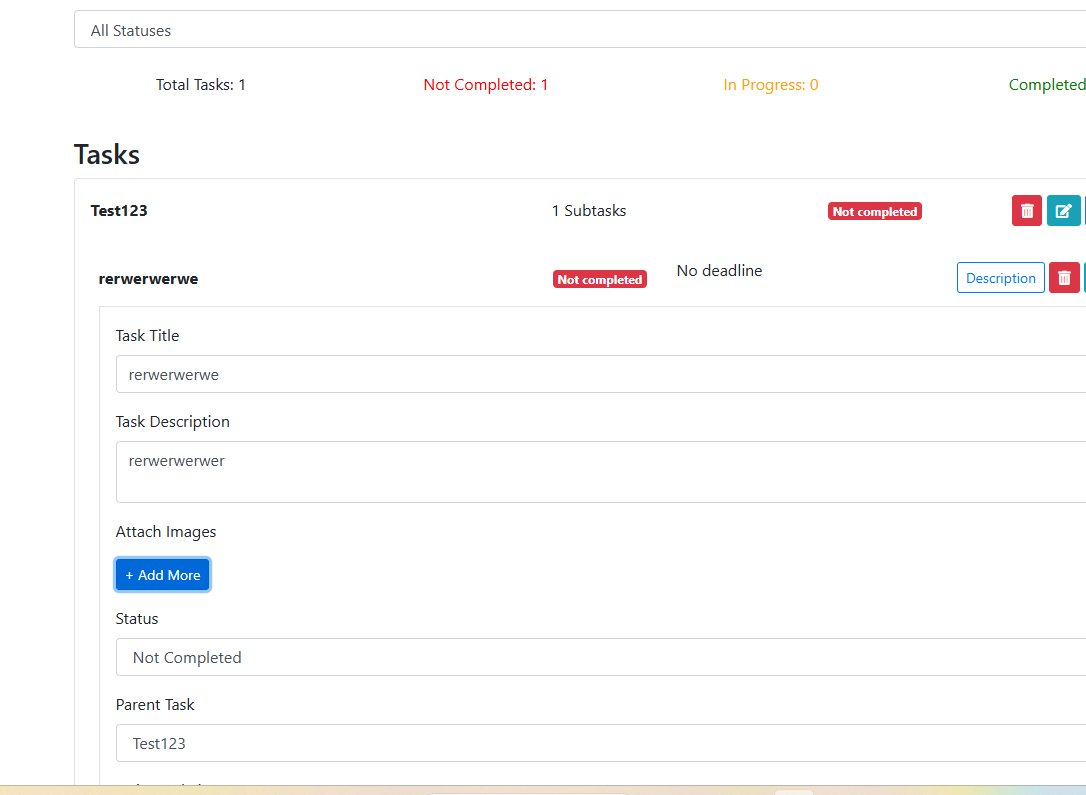 All Statuses
Total Tasks: 1 Not Completed: 1 In Progress: 0 Completed
Tasks
Test123 1 Subtasks Not completed
rerwerwerwe Not completed No deadline Description
Task Title
rerwerwerwe
Task Description
rerwerwerwer
Attach Images
+ Add More
Status
Not Completed
Parent Task
Test123